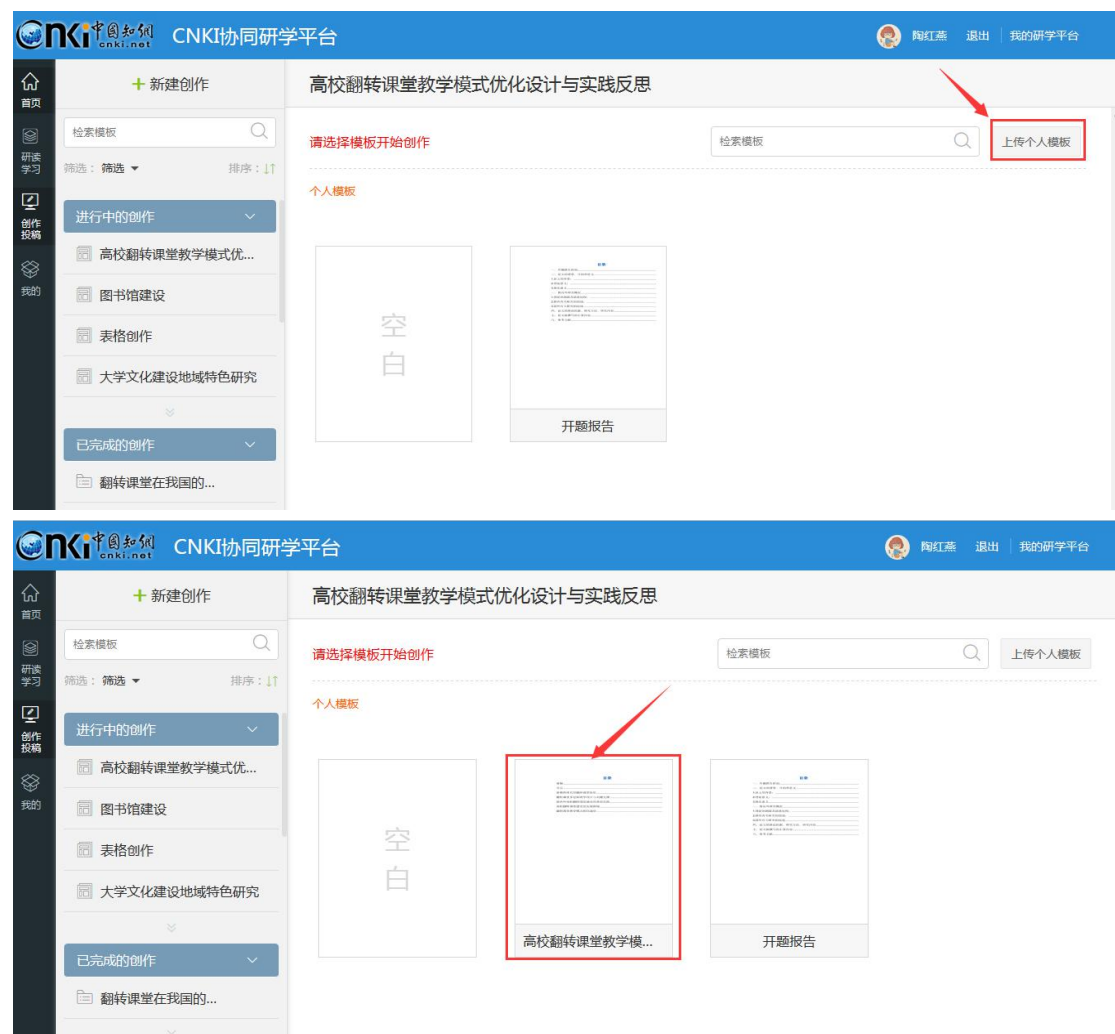 CNKI 中国知网 cnki.net CNKI协同研学平台 陶红燕 退出 我的研学平台
首页
研读学习
创作投稿
我的
+ 新建创作
检索模板
筛选： 筛选 排序：
进行中的创作
高校翻转课堂教学模式优...
图书馆建设
表格创作
大学文化建设地域特色研究
已完成的创作
翻转课堂在我国的...
高校翻转课堂教学模式优化设计与实践反思
请选择模板开始创作 检索模板 上传个人模板
个人模板
空白
开题报告
CNKI 中国知网 cnki.net CNKI协同研学平台 陶红燕 退出 我的研学平台
首页
研读学习
创作投稿
我的
+ 新建创作
检索模板
筛选： 筛选 排序：
进行中的创作
高校翻转课堂教学模式优...
图书馆建设
表格创作
大学文化建设地域特色研究
已完成的创作
翻转课堂在我国的...
高校翻转课堂教学模式优化设计与实践反思
请选择模板开始创作 检索模板 上传个人模板
个人模板
空白
高校翻转课堂教学模...
开题报告